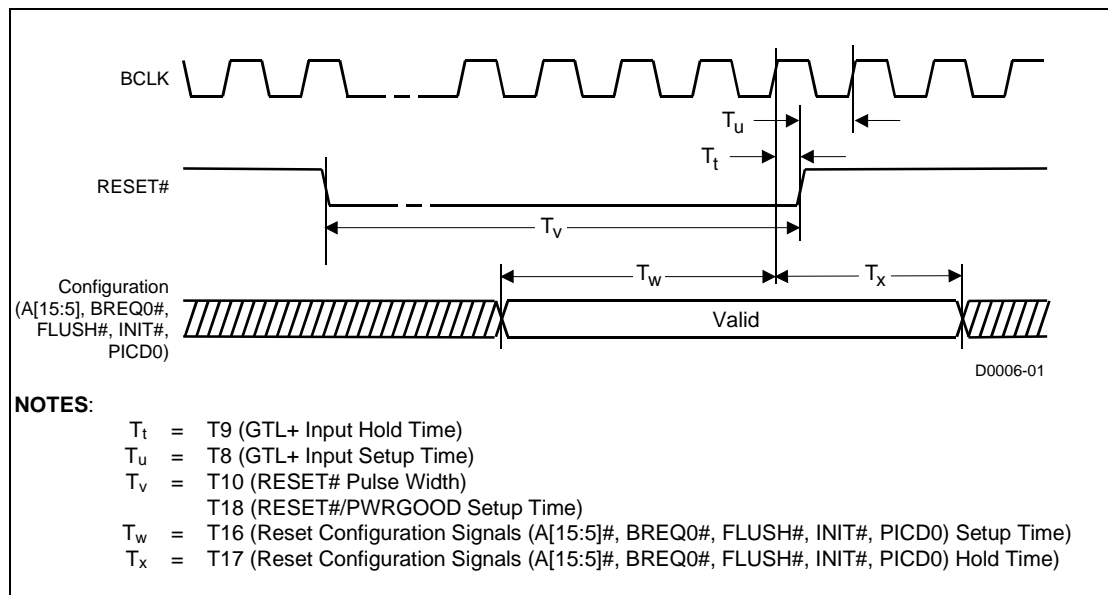 BCLK
Tu
Tt
RESET#
Tv
Tw
Tx
Configuration
(A[15:5], BREQ0#,
FLUSH#, INIT#,
PICD0)
Valid
D0006-01
NOTES:
Tt = T9 (GTL+ Input Hold Time)
Tu = T8 (GTL+ Input Setup Time)
Tv = T10 (RESET# Pulse Width)
T18 (RESET#/PWRGOOD Setup Time)
Tw = T16 (Reset Configuration Signals (A[15:5]#, BREQ0#, FLUSH#, INIT#, PICD0) Setup Time)
Tx = T17 (Reset Configuration Signals (A[15:5]#, BREQ0#, FLUSH#, INIT#, PICD0) Hold Time)